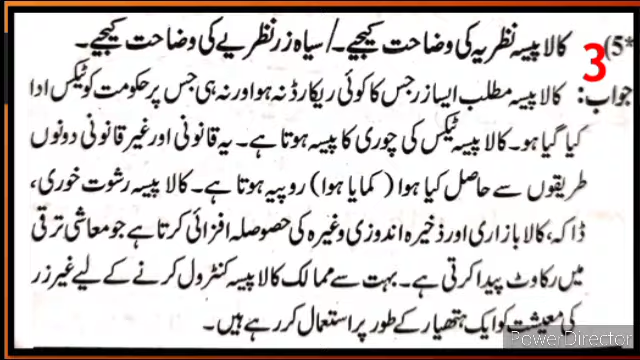 *5) کالا پیسہ نظریہ کی وضاحت کیجیے۔/ سیاہ زر نظریے کی وضاحت کیجیے۔
3
جواب: کالا پیسہ مطلب ایسا زر جس کا کوئی ریکارڈ نہ ہو اور نہ ہی جس پر حکومت کو ٹیکس ادا
کیا گیا ہو۔ کالا پیسہ ٹیکس کی چوری کا پیسہ ہوتا ہے۔ یہ قانونی اور غیر قانونی دونوں
طریقوں سے حاصل کیا ہوا (کمایا ہوا) روپیہ ہوتا ہے۔ کالا پیسہ رشوت خوری،
ڈاکہ، کالا بازاری اور ذخیرہ اندوزی وغیرہ کی حصوصلہ افزائی کرتا ہے جو معاشی ترقی
میں رکاوٹ پیدا کرتی ہے۔ بہت سے ممالک کالا پیسہ کنٹرول کرنے کے لیے غیر زر
کی معیشت کو ایک ہتھیار کے طور پر استعمال کر رہے ہیں۔
PowerDirector